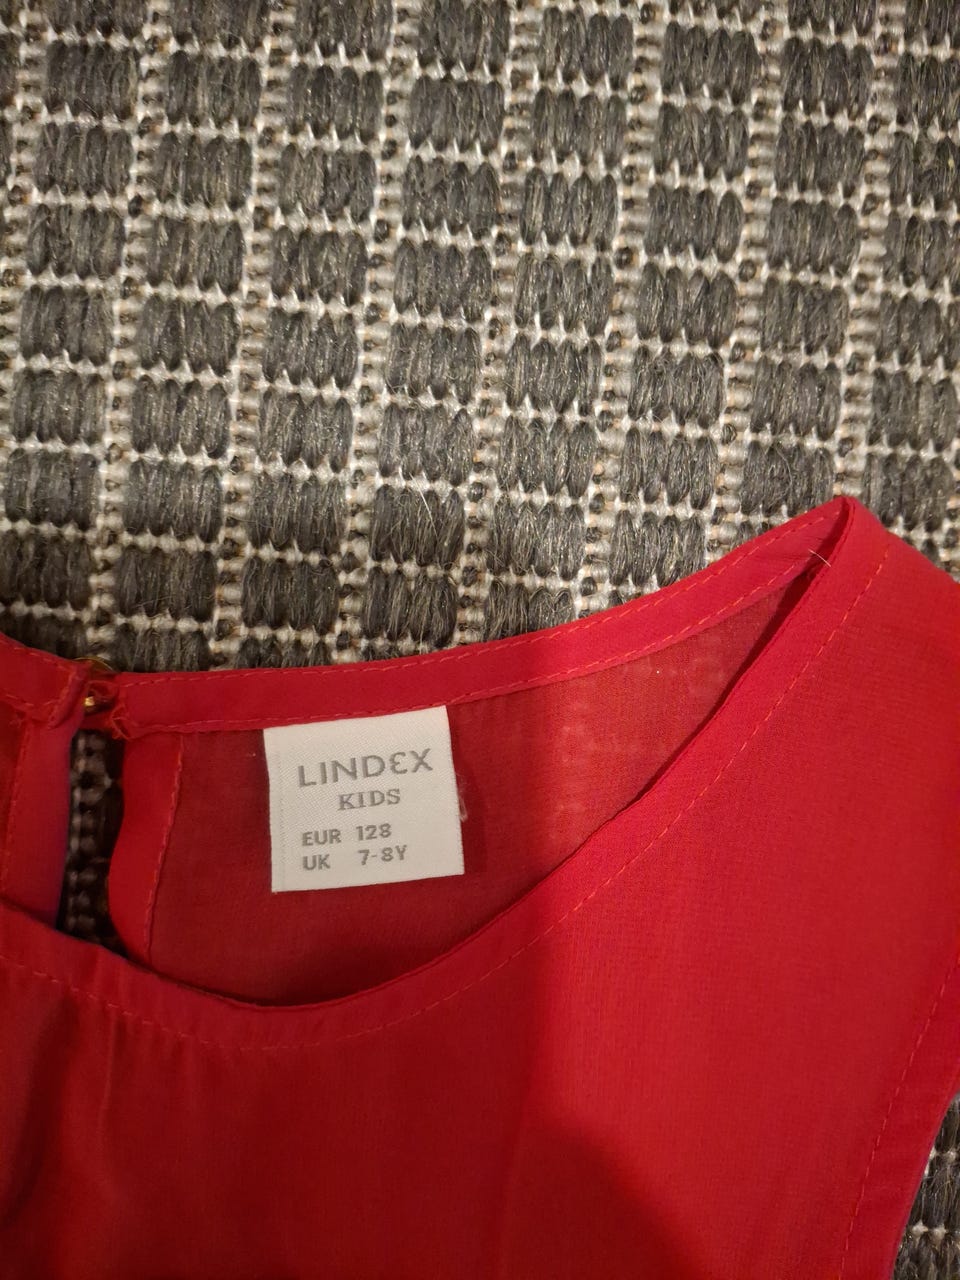 LINDEX
KIDS
EUR 128
UK 7-8Y